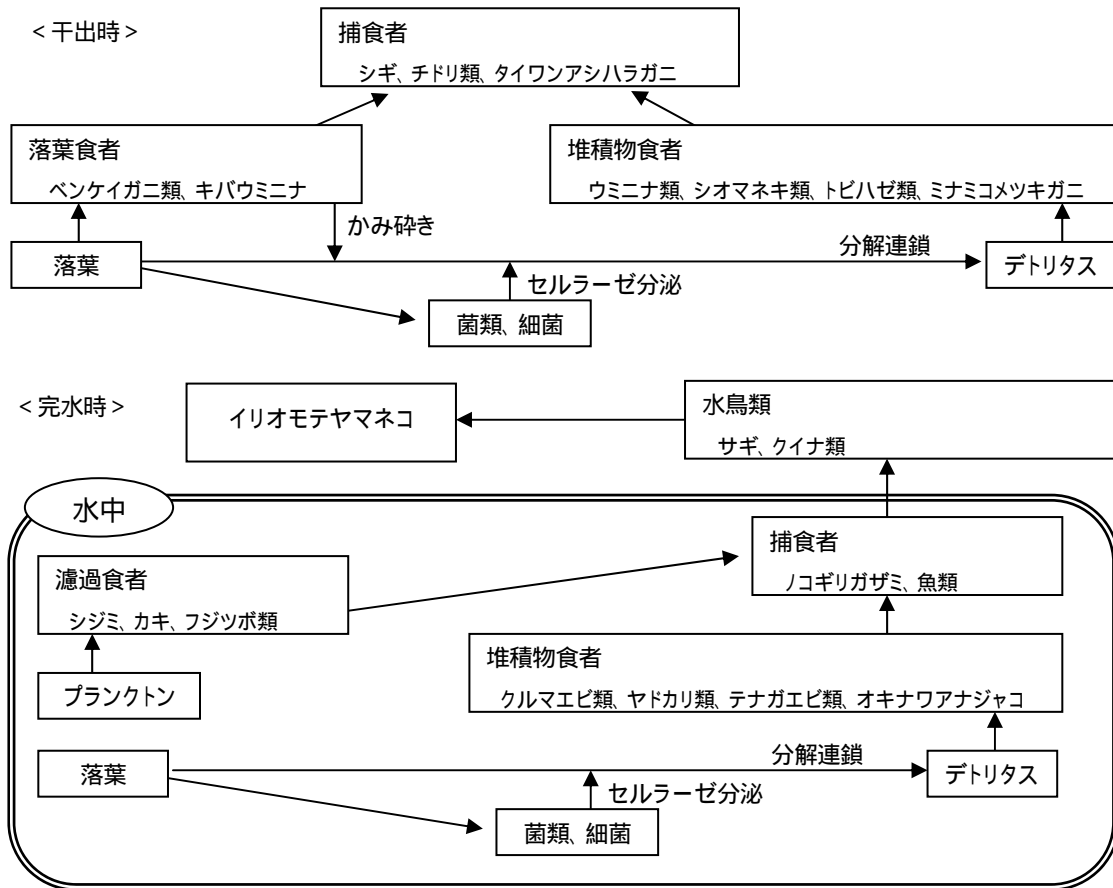 <干出時>
捕食者
シギ、チドリ類、タイワンアシハラガニ
落葉食者
ベンケイガニ類、キバウミニナ
堆積物食者
ウミニナ類、シオマネキ類、トビハゼ類、ミナミコメツキガニ
かみ砕き
落葉
分解連鎖
デトリタス
セルラーゼ分泌
菌類、細菌
<完水時>
イリオモテヤマネコ
水鳥類
サギ、クイナ類
水中
捕食者
ノコギリガザミ、魚類
濾過食者
シジミ、カキ、フジツボ類
堆積物食者
クルマエビ類、ヤドカリ類、テナガエビ類、オキナワアナジャコ
プランクトン
落葉
分解連鎖
デトリタス
セルラーゼ分泌
菌類、細菌